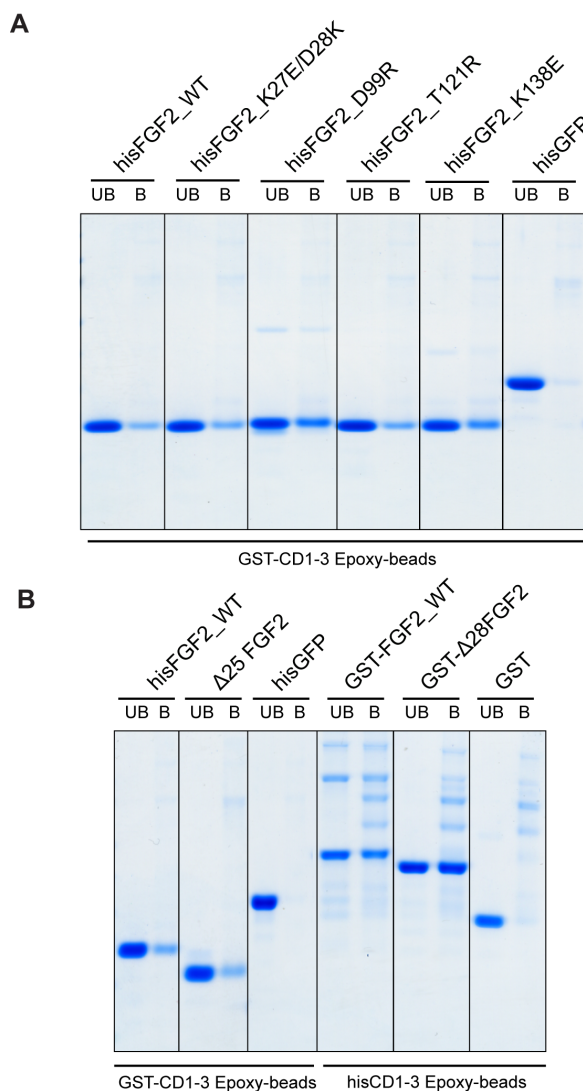 A
hisFGF2_WT hisFGF2_K27E/D28K hisFGF2_D99R hisFGF2_T121R hisFGF2_K138E hisGFP
UB B UB B UB B UB B UB B UB B
GST-CD1-3 Epoxy-beads
B
hisFGF2_WT Δ25 FGF2 hisGFP GST-FGF2_WT GST-Δ28FGF2 GST
UB B UB B UB B UB B UB B UB B
GST-CD1-3 Epoxy-beads hisCD1-3 Epoxy-beads